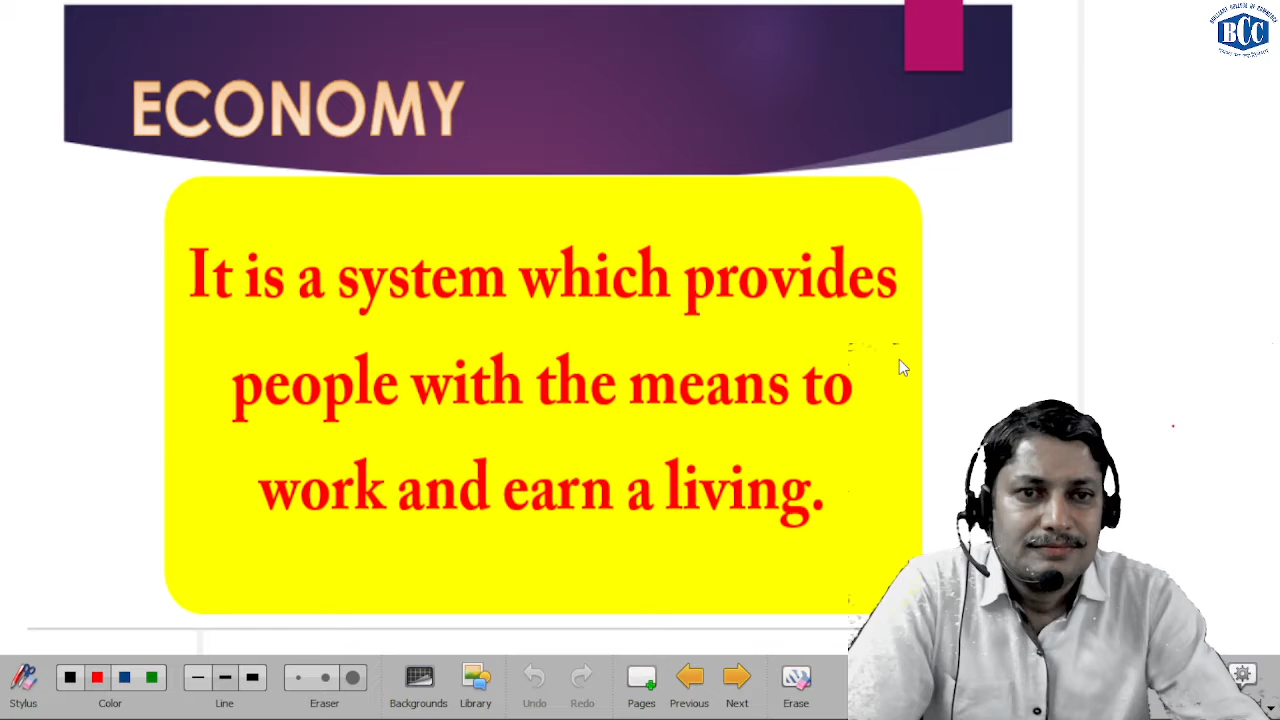 ECONOMY
BCC
It is a system which provides
people with the means to
work and earn a living.
Stylus
Color
Line
Eraser
Backgrounds
Library
Undo
Redo
Pages
Previous
Next
Erase